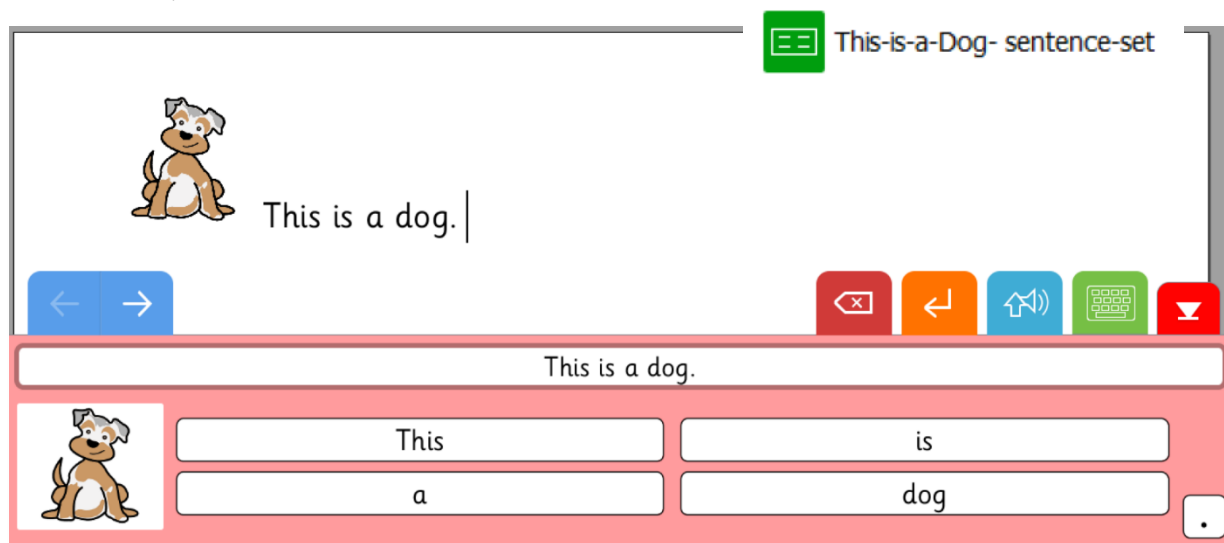 This-is-a-Dog- sentence-set
This is a dog.
This is a dog.
This is
a dog
.